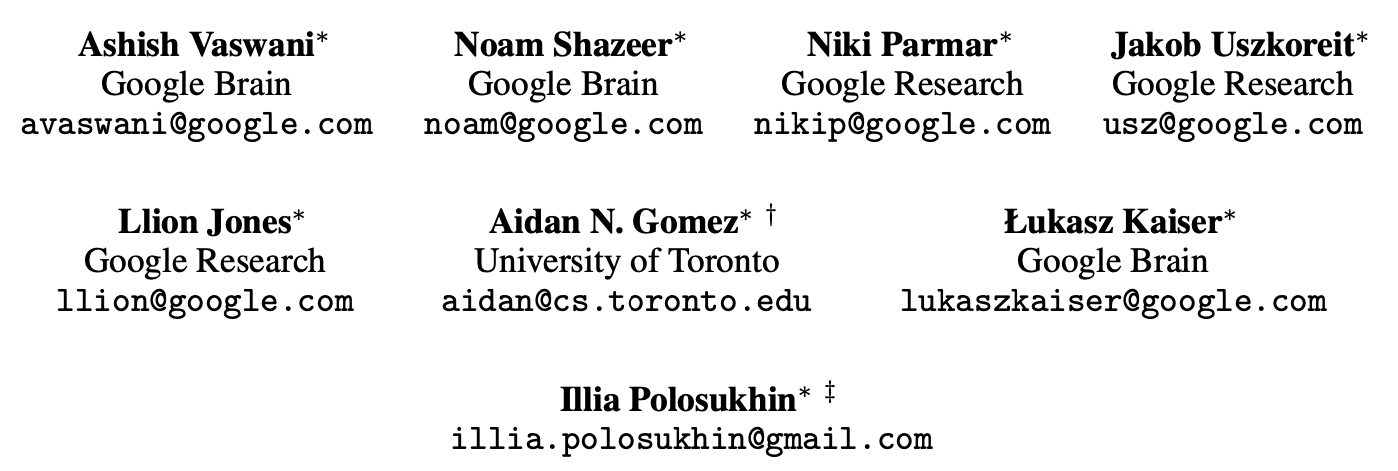 Ashish Vaswani* Noam Shazeer* Niki Parmar* Jakob Uszkoreit*
Google Brain Google Brain Google Research Google Research
avaswani@google.com noam@google.com nikip@google.com usz@google.com
Llion Jones* Aidan N. Gomez* † Łukasz Kaiser*
Google Research University of Toronto Google Brain
llion@google.com aidan@cs.toronto.edu lukaszkaiser@google.com
Illia Polosukhin* ‡
illia.polosukhin@gmail.com